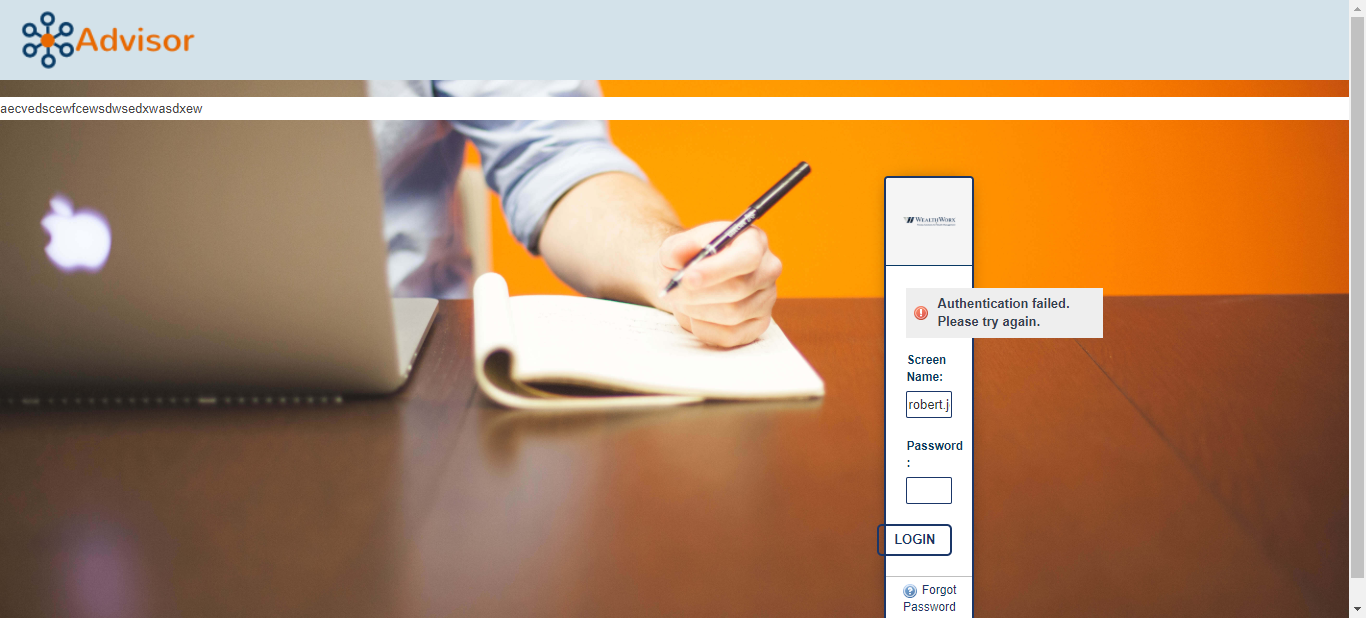 Advisor
aecvedscewfcewsdwsedxwasdxew
WEALTHWORX
Authentication failed.
Please try again.
Screen
Name:
robert.j
Password
:
LOGIN
Forgot
Password